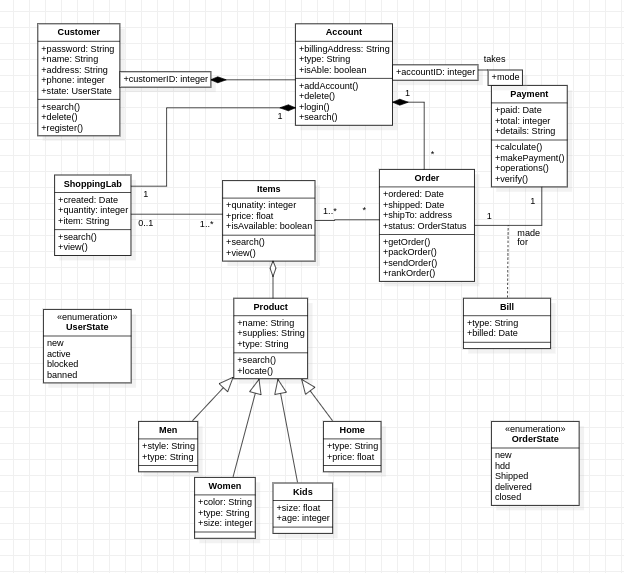 Customer
+password: String
+name: String
+address: String
+phone: integer
+state: UserState
+search()
+delete()
+register()
+customerID: integer
Account
+billingAddress: String
+type: String
+isAble: boolean
+addAccount()
+delete()
+login()
+search()
+accountID: integer
takes
+mode
Payment
+paid: Date
+total: integer
+details: String
+calculate()
+makePayment()
+operations()
+verify()
1
1
*
ShoppingLab
+created: Date
+quantity: integer
+item: String
+search()
+view()
1
0..1
1..*
Items
+qunatity: integer
+price: float
+isAvailable: boolean
+search()
+view()
1..*
*
Order
+ordered: Date
+shipped: Date
+shipTo: address
+status: OrderStatus
+getOrder()
+packOrder()
+sendOrder()
+rankOrder()
1
1
made
for
Bill
+type: String
+billed: Date
«enumeration»
UserState
new
active
blocked
banned
Product
+name: String
+supplies: String
+type: String
+search()
+locate()
Men
+style: String
+type: String
Women
+color: String
+type: String
+size: integer
Kids
+size: float
+age: integer
Home
+type: String
+price: float
«enumeration»
OrderState
new
hdd
Shipped
delivered
closed